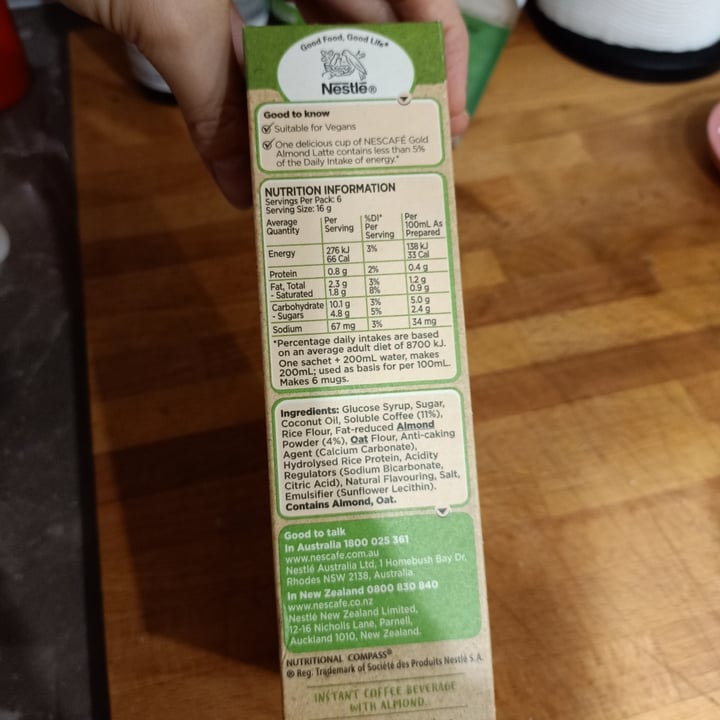 Good Food, Good Life*
Nestlé®
Good to know
Suitable for Vegans
One delicious cup of NESCAFÉ Gold
Almond Latte contains less than 5%
of the Daily Intake of energy.*
NUTRITION INFORMATION
Servings Per Pack: 6
Serving Size: 16 g
Average Quantity | Per Serving | %DI* Per Serving | Per 100mL As Prepared
Energy | 276 kJ 66 Cal | 3% | 138 kJ 33 Cal
Protein | 0.8 g | 2% | 0.4 g
Fat, Total | 2.3 g | 3% | 1.2 g
- Saturated | 1.8 g | 8% | 0.9 g
Carbohydrate | 10.1 g | 3% | 5.0 g
- Sugars | 4.8 g | 5% | 2.4 g
Sodium | 67 mg | 3% | 34 mg
*Percentage daily intakes are based
on an average adult diet of 8700 kJ.
One sachet + 200mL water, makes
200mL; used as basis for per 100mL.
Makes 6 mugs.
Ingredients: Glucose Syrup, Sugar,
Coconut Oil, Soluble Coffee (11%),
Rice Flour, Fat-reduced Almond
Powder (4%), Oat Flour, Anti-caking
Agent (Calcium Carbonate),
Hydrolysed Rice Protein, Acidity
Regulators (Sodium Bicarbonate,
Citric Acid), Natural Flavouring, Salt,
Emulsifier (Sunflower Lecithin).
Contains Almond, Oat.
Good to talk
In Australia 1800 025 361
www.nescafe.com.au
Nestlé Australia Ltd, 1 Homebush Bay Dr,
Rhodes NSW 2138, Australia.
In New Zealand 0800 830 840
www.nescafe.co.nz
Nestlé New Zealand Limited,
12-16 Nicholls Lane, Parnell,
Auckland 1010, New Zealand.
NUTRITIONAL COMPASS®
® Reg. Trademark of Société des Produits Nestlé S.A.
INSTANT COFFEE BEVERAGE
WITH ALMOND.